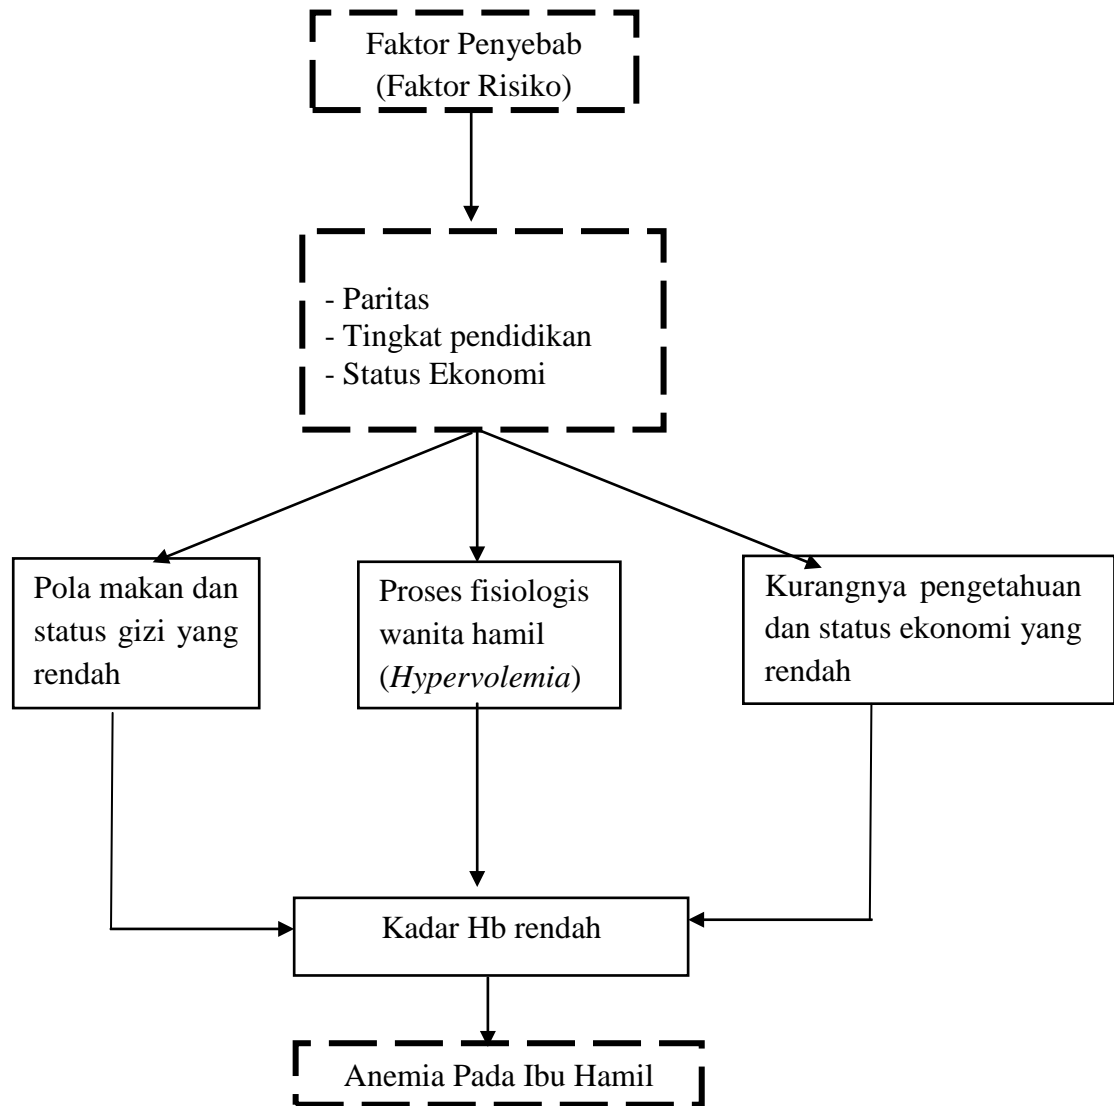 Faktor Penyebab
(Faktor Risiko)
- Paritas
- Tingkat pendidikan
- Status Ekonomi
Pola makan dan
status gizi yang
rendah
Proses fisiologis
wanita hamil
(Hypervolemia)
Kurangnya pengetahuan
dan status ekonomi yang
rendah
Kadar Hb rendah
Anemia Pada Ibu Hamil